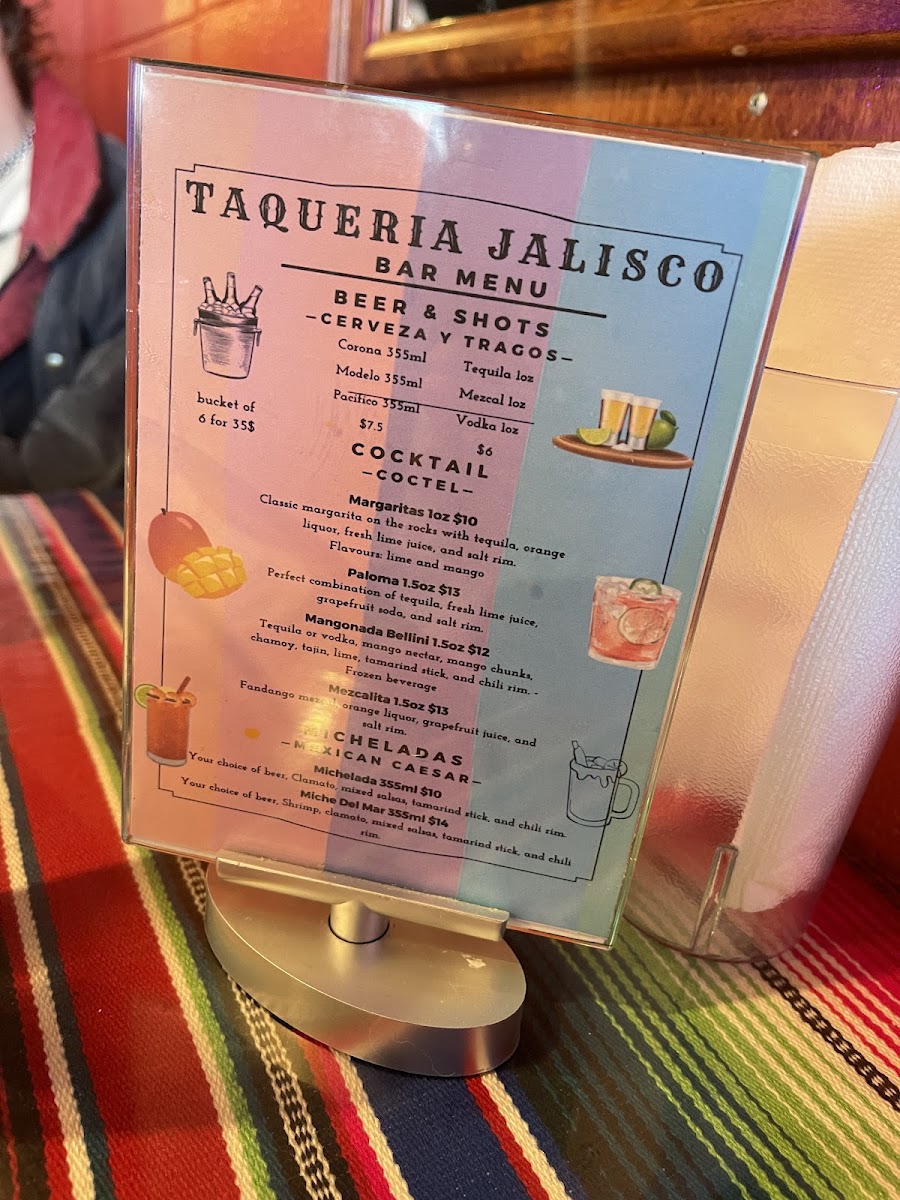 TAQUERIA JALISCO
BAR MENU
BEER & SHOTS
-CERVEZA Y TRAGOS-
Corona 355ml
Modelo 355ml
Pacifico 355ml
$7.5
Tequila 1oz
Mezcal 1oz
Vodka 1oz
$6
bucket of
6 for 35$
COCKTAIL
-COCTEL-
Margaritas 1oz $10
Classic margarita on the rocks with tequila, orange
liquor, fresh lime juice, and salt rim.
Flavours: lime and mango
Paloma 1.5oz $13
Perfect combination of tequila, fresh lime juice,
grapefruit soda, and salt rim.
Mangonada Bellini 1.5oz $12
Tequila or vodka, mango nectar, mango chunks,
chamoy, tajin, lime, tamarind stick, and chili rim. -
Frozen beverage
Mezcalita 1.5oz $13
Fandango mezcal, orange liquor, grapefruit juice, and
salt rim.
MICHELADAS
-MEXICAN CAESAR-
Michelada 355ml $10
Your choice of beer, Clamato, mixed salsas, tamarind stick, and chili rim.
Miche Del Mar 355ml $14
Your choice of beer, Shrimp, clamato, mixed salsas, tamarind stick, and chili
rim.